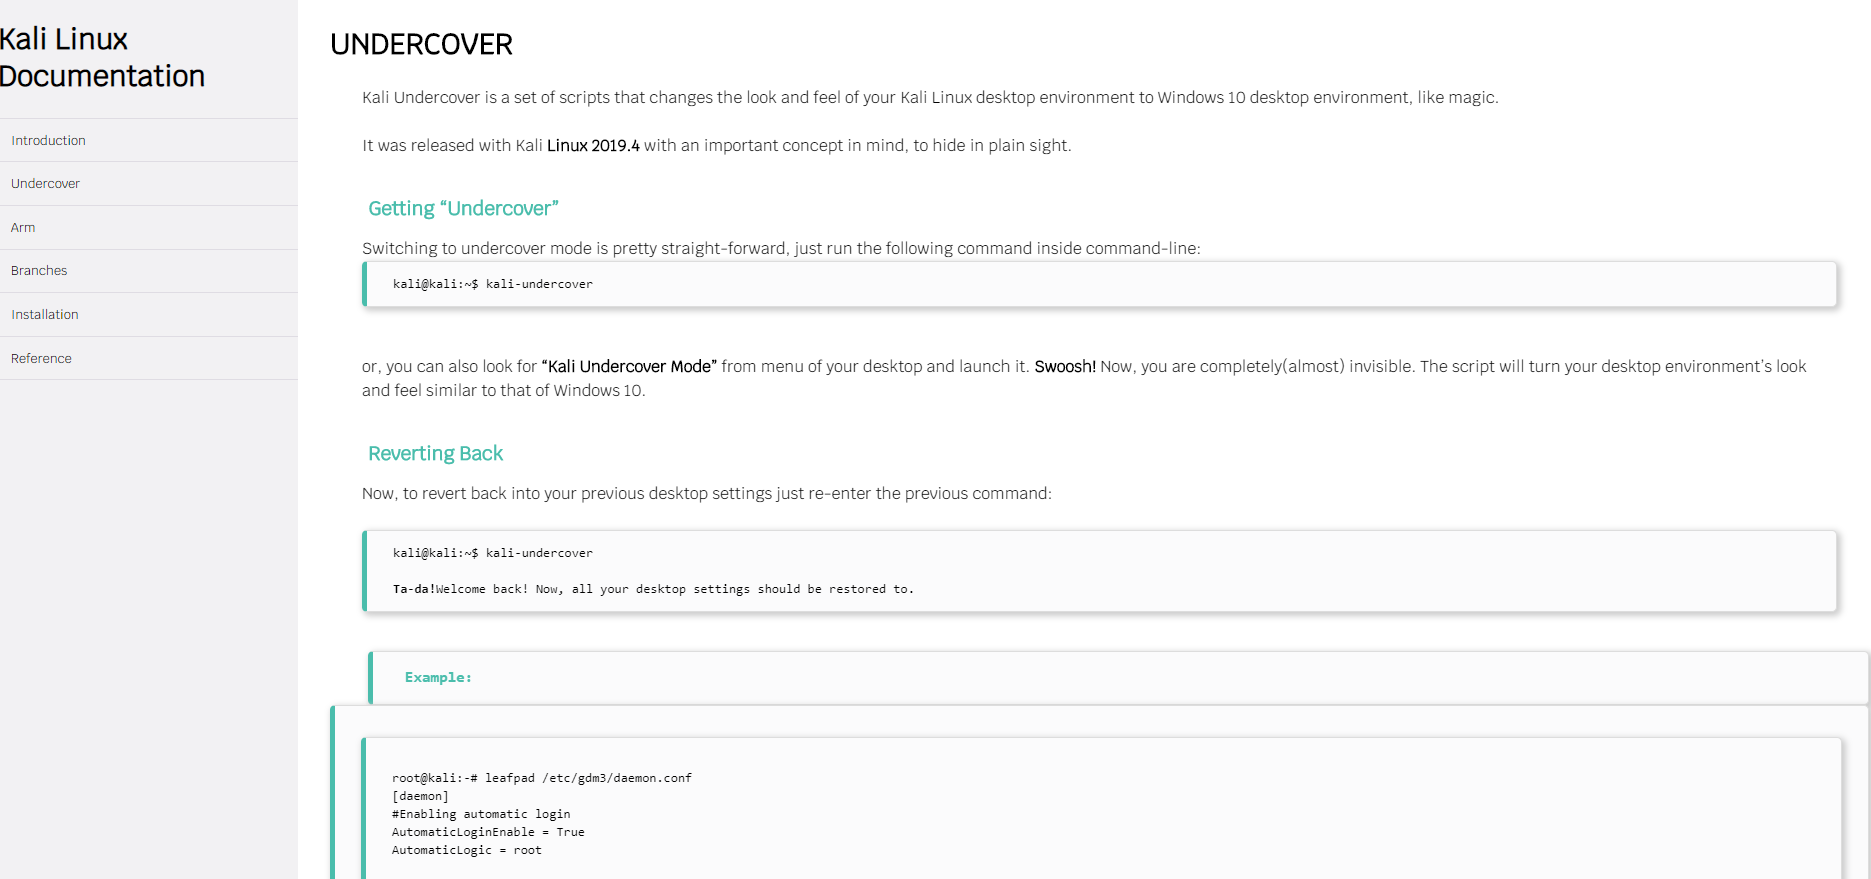 Kali Linux
Documentation
Introduction
Undercover
Arm
Branches
Installation
Reference
UNDERCOVER
Kali Undercover is a set of scripts that changes the look and feel of your Kali Linux desktop environment to Windows 10 desktop environment, like magic.
It was released with Kali Linux 2019.4 with an important concept in mind, to hide in plain sight.
Getting “Undercover”
Switching to undercover mode is pretty straight-forward, just run the following command inside command-line:
kali@kali:~$ kali-undercover
or, you can also look for “Kali Undercover Mode” from menu of your desktop and launch it. Swoosh! Now, you are completely(almost) invisible. The script will turn your desktop environment’s look
and feel similar to that of Windows 10.
Reverting Back
Now, to revert back into your previous desktop settings just re-enter the previous command:
kali@kali:~$ kali-undercover
Ta-da!Welcome back! Now, all your desktop settings should be restored to.
Example:
root@kali:-# leafpad /etc/gdm3/daemon.conf
[daemon]
#Enabling automatic login
AutomaticLoginEnable = True
AutomaticLogic = root